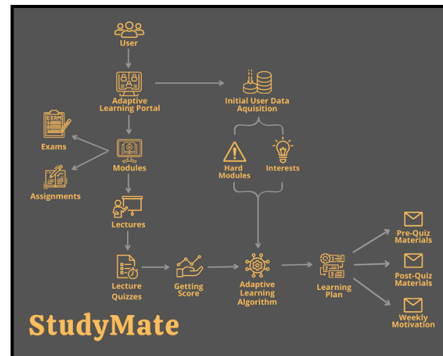 User
Adaptive
Learning Portal
Initial User Data
Aquisition
EXAM
Exams
Modules
Hard
Modules
Interests
Assignments
Lectures
Pre-Quiz
Materials
Lecture
Quizzes
Getting
Score
Adaptive
Learning
Algorithm
Learning
Plan
Post-Quiz
Materials
Weekly
Motivation
StudyMate